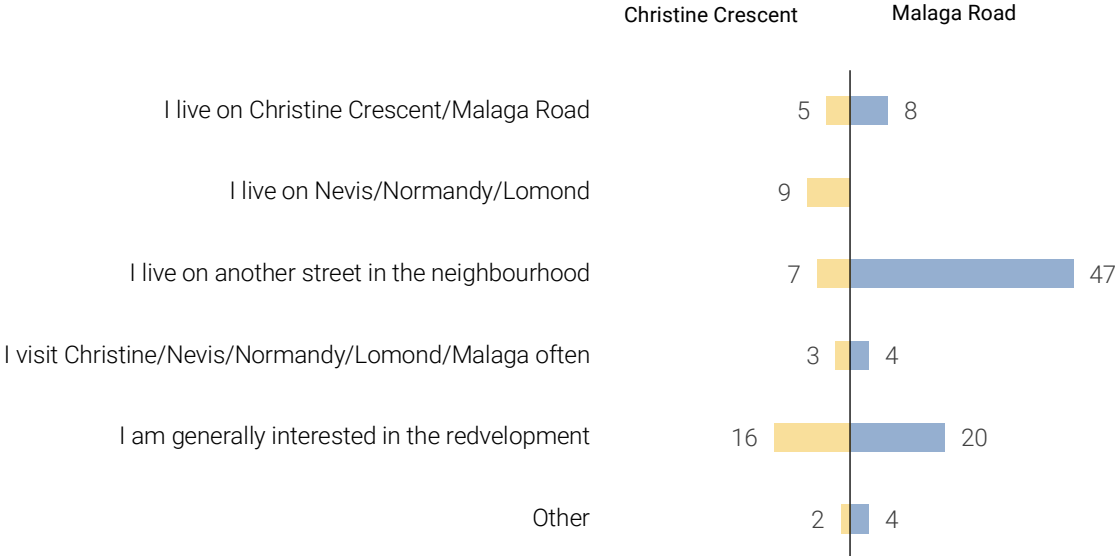 Christine Crescent Malaga Road
I live on Christine Crescent/Malaga Road 5 8
I live on Nevis/Normandy/Lomond 9
I live on another street in the neighbourhood 7 47
I visit Christine/Nevis/Normandy/Lomond/Malaga often 3 4
I am generally interested in the redvelopment 16 20
Other 2 4